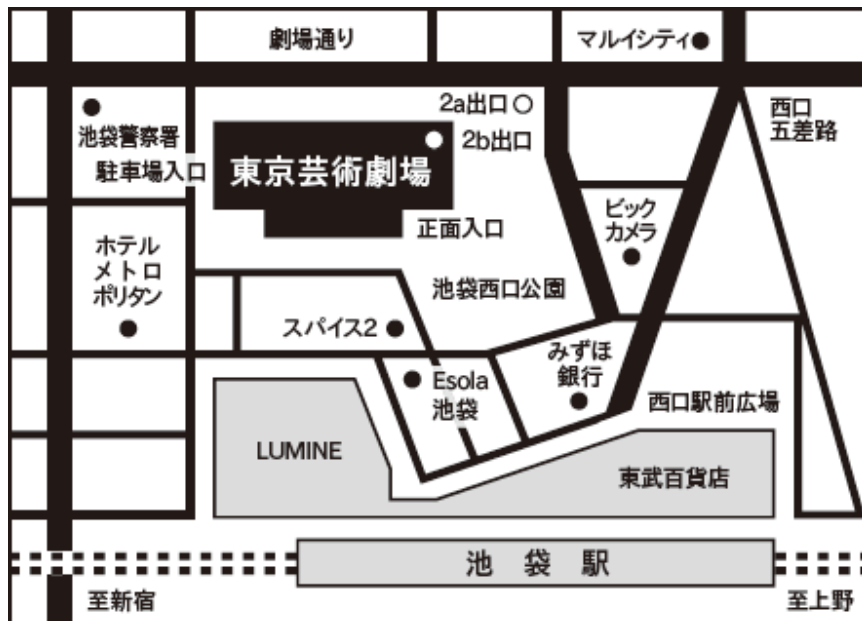 劇場通り
マルイシティ
2a出口
西口
五差路
池袋警察署
2b出口
駐車場入口
東京芸術劇場
正面入口
ビック
カメラ
ホテル
メトロ
ポリタン
池袋西口公園
スパイス2
みずほ
銀行
Esola
池袋
西口駅前広場
LUMINE
東武百貨店
池袋駅
至新宿
至上野